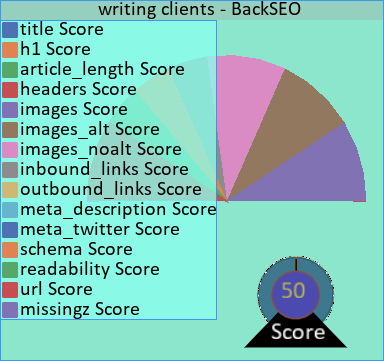 writing clients - BackSEO
title Score
h1 Score
article_length Score
headers Score
images Score
images_alt Score
images_noalt Score
inbound_links Score
outbound_links Score
meta_description Score
meta_twitter Score
schema Score
readability Score
url Score
missingz Score
50
Score